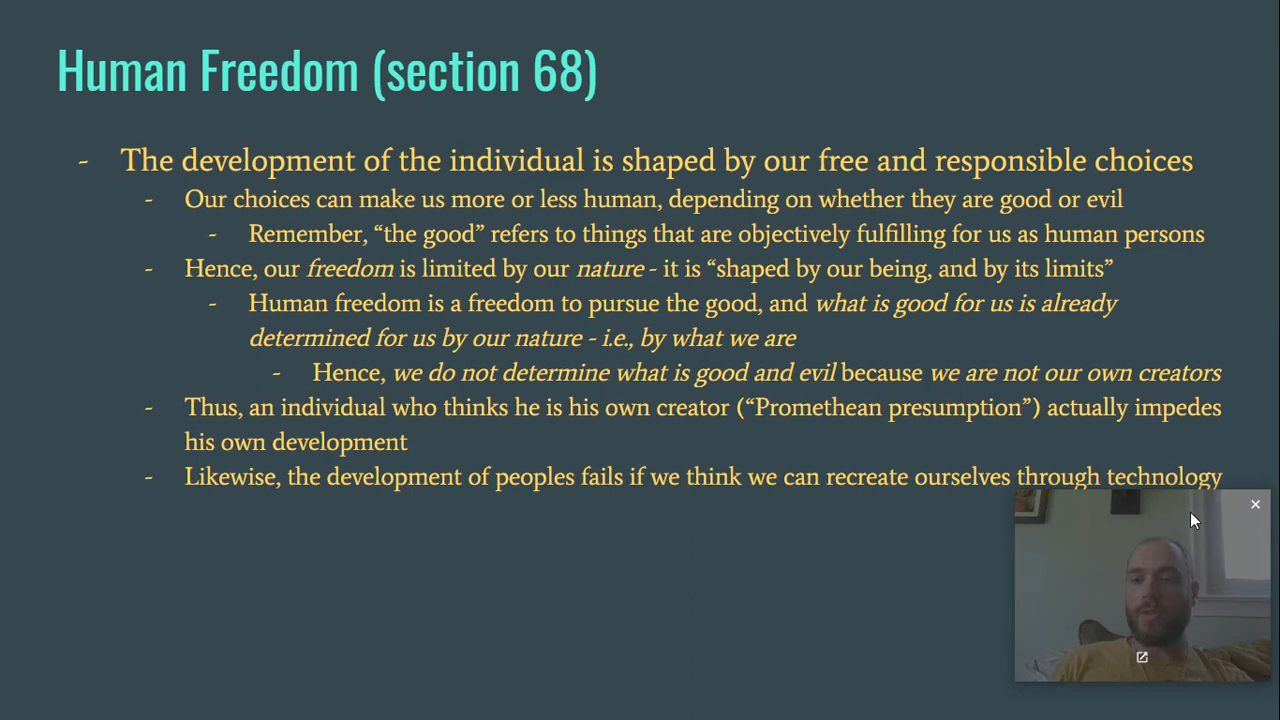 Human Freedom (section 68)
- The development of the individual is shaped by our free and responsible choices
- Our choices can make us more or less human, depending on whether they are good or evil
- Remember, “the good” refers to things that are objectively fulfilling for us as human persons
- Hence, our freedom is limited by our nature - it is “shaped by our being, and by its limits”
- Human freedom is a freedom to pursue the good, and what is good for us is already
determined for us by our nature - i.e., by what we are
- Hence, we do not determine what is good and evil because we are not our own creators
- Thus, an individual who thinks he is his own creator (“Promethean presumption”) actually impedes
his own development
- Likewise, the development of peoples fails if we think we can recreate ourselves through technology